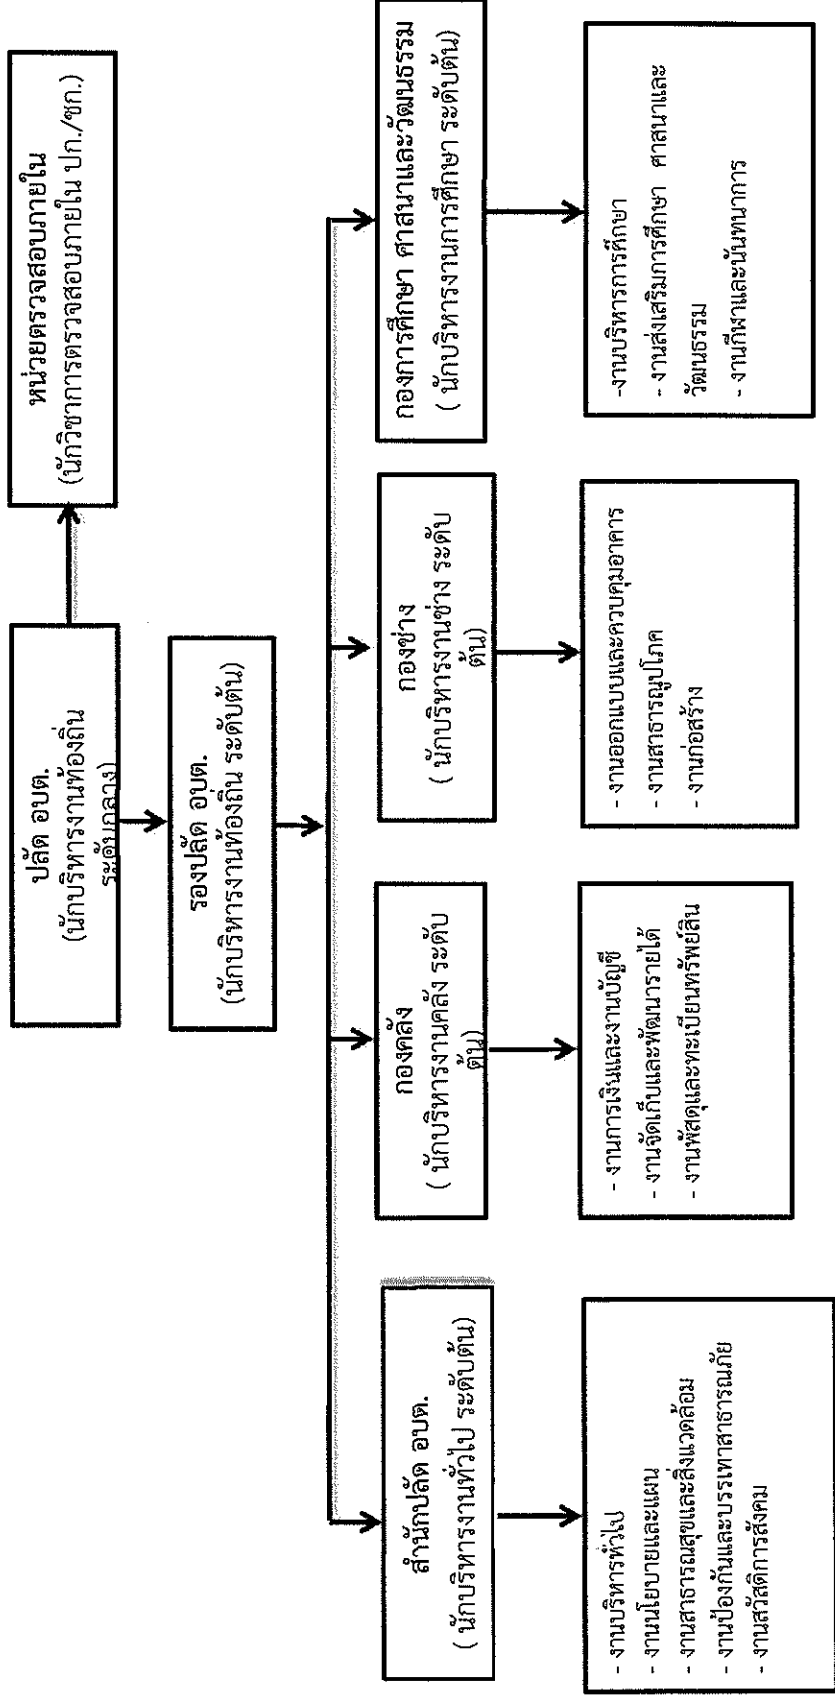 ปลัด อบต.
(นักบริหารงานท้องถิ่น
ระดับกลาง)
หน่วยตรวจสอบภายใน
(นักวิชาการตรวจสอบภายใน ปก./ชก.)
รองปลัด อบต.
(นักบริหารงานท้องถิ่น ระดับต้น)
สำนักปลัด อบต.
( นักบริหารงานทั่วไป ระดับต้น)
กองคลัง
( นักบริหารงานคลัง ระดับ
ต้น)
กองช่าง
( นักบริหารงานช่าง ระดับ
ต้น)
กองการศึกษา ศาสนาและวัฒนธรรม
( นักบริหารงานการศึกษา ระดับต้น)
- งานบริหารทั่วไป
- งานนโยบายและแผน
- งานสาธารณสุขและสิ่งแวดล้อม
- งานป้องกันและบรรเทาสาธารณภัย
- งานสวัสดิการสังคม
- งานการเงินและงานบัญชี
- งานจัดเก็บและพัฒนารายได้
- งานพัสดุและทะเบียนทรัพย์สิน
- งานออกแบบและควบคุมอาคาร
- งานสาธารณูปโภค
- งานก่อสร้าง
-งานบริหารการศึกษา
- งานส่งเสริมการศึกษา ศาสนาและ
วัฒนธรรม
- งานกีฬาและนันทนาการ